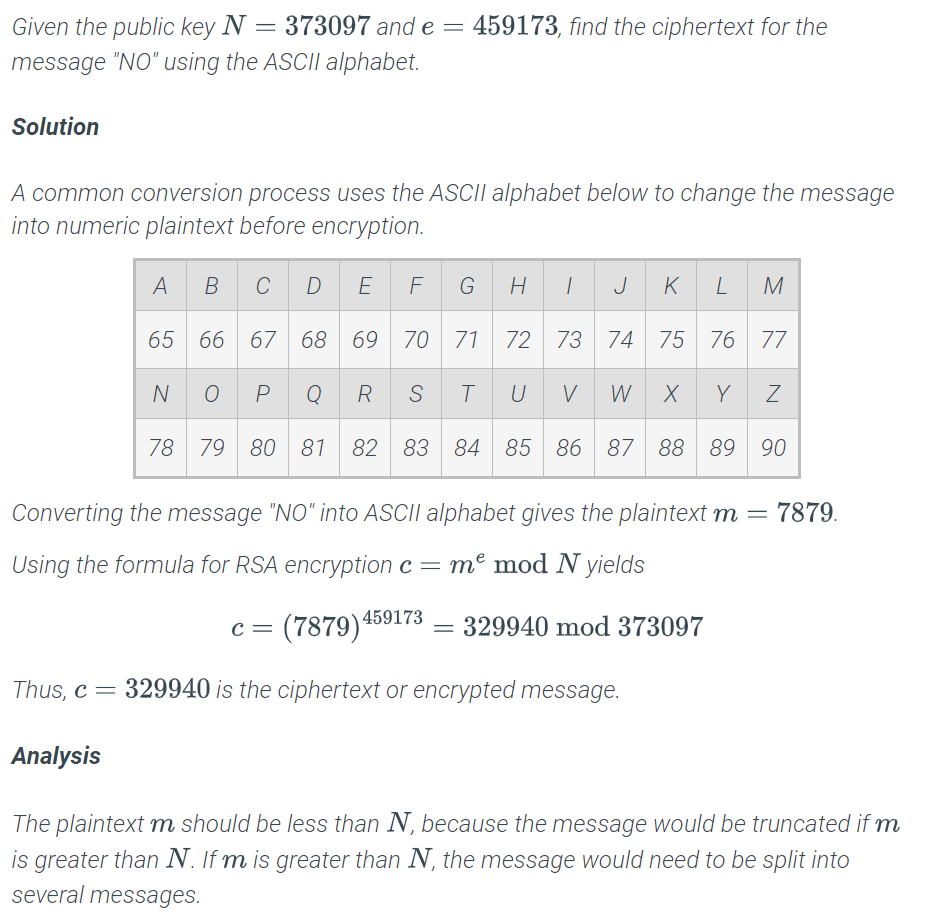 Given the public key N = 373097 and e = 459173, find the ciphertext for the
message "NO" using the ASCII alphabet.
Solution
A common conversion process uses the ASCII alphabet below to change the message
into numeric plaintext before encryption.
A B C D E F G H I J K L M
65 66 67 68 69 70 71 72 73 74 75 76 77
N O P Q R S T U V W X Y Z
78 79 80 81 82 83 84 85 86 87 88 89 90
Converting the message "NO" into ASCII alphabet gives the plaintext m = 7879.
Using the formula for RSA encryption c = mᵉ mod N yields
c = (7879)⁴⁵⁹¹⁷³ = 329940 mod 373097
Thus, c = 329940 is the ciphertext or encrypted message.
Analysis
The plaintext m should be less than N, because the message would be truncated if m
is greater than N. If m is greater than N, the message would need to be split into
several messages.